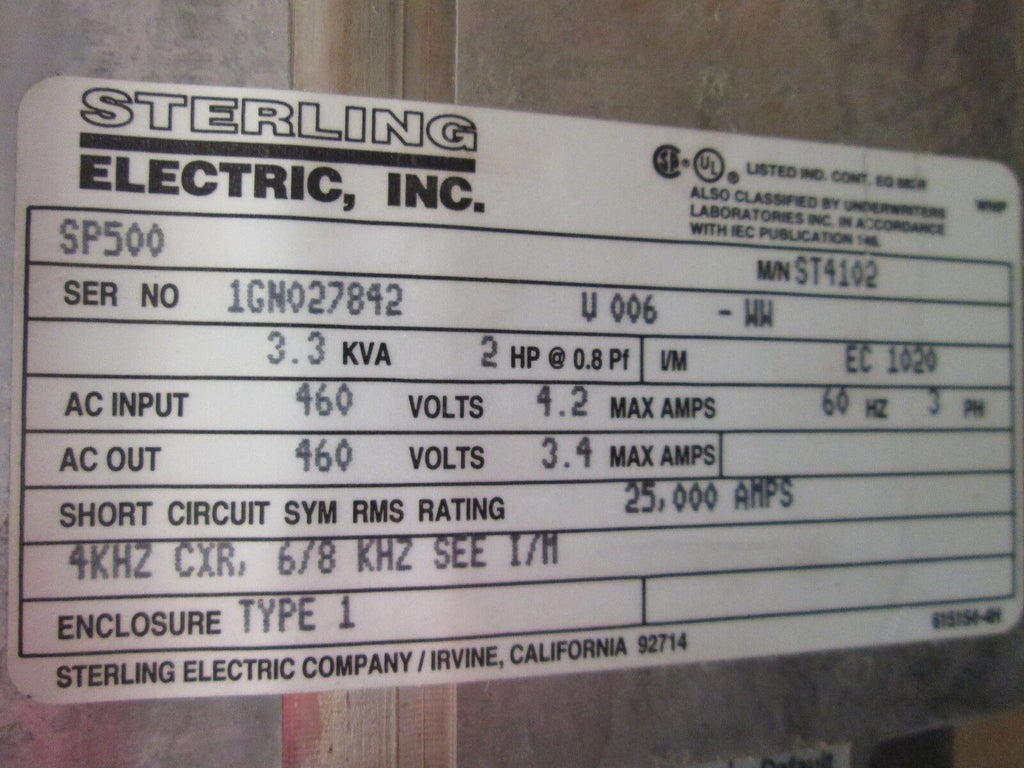 STERLING
ELECTRIC, INC.
SA ® UL ® LISTED IND. CONT. EQ
ALSO CLASSIFIED BY UNDERWRITERS
LABORATORIES INC. IN ACCORDANCE
WITH IEC PUBLICATION 146.
SP500
M/N ST4102
SER NO 1GN027842 V 006 - WW
3.3 KVA 2 HP @ 0.8 Pf I/M EC 1020
AC INPUT 460 VOLTS 4.2 MAX AMPS 60 HZ 3 PH
AC OUT 460 VOLTS 3.4 MAX AMPS
SHORT CIRCUIT SYM RMS RATING 25,000 AMPS
4KHZ CXR, 6/8 KHZ SEE I/M
ENCLOSURE TYPE 1
STERLING ELECTRIC COMPANY / IRVINE, CALIFORNIA 92714
Default